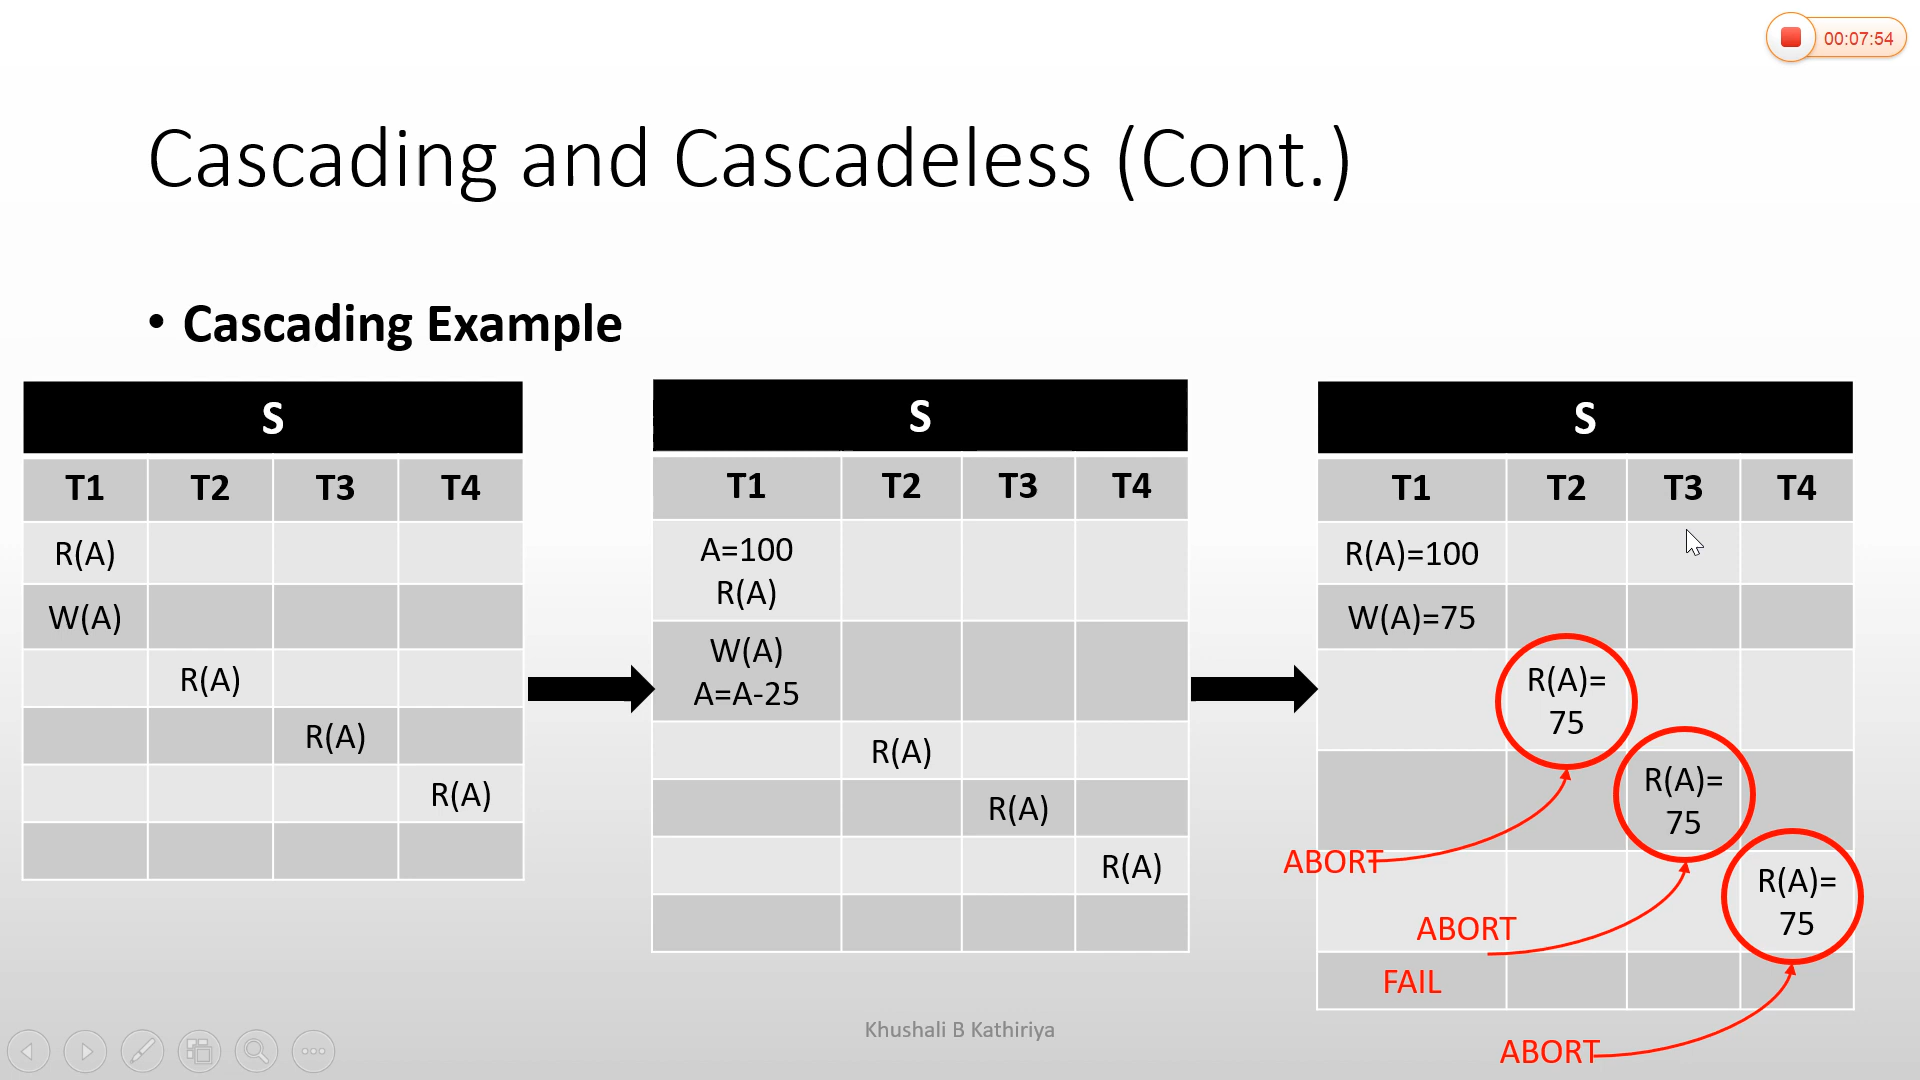 00:07:54
Cascading and Cascadeless (Cont.)
• Cascading Example
S
T1 T2 T3 T4
R(A)
W(A)
R(A)
R(A)
R(A)
S
T1 T2 T3 T4
A=100
R(A)
W(A)
A=A-25
R(A)
R(A)
R(A)
S
T1 T2 T3 T4
R(A)=100
W(A)=75
R(A)=
75
R(A)=
75
ABORT
R(A)=
75
ABORT
FAIL
ABORT
Khushali B Kathiriya